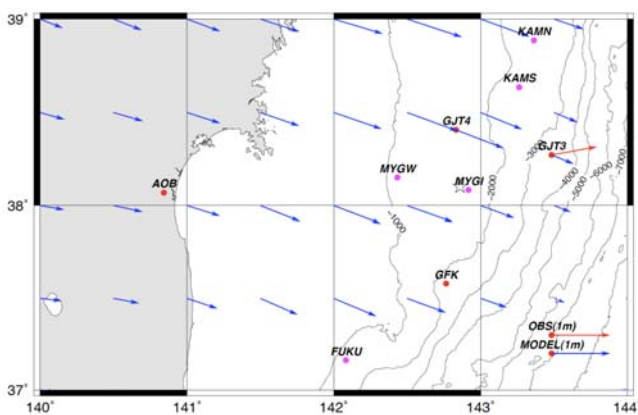 39°
KAMN
KAMS
GJT4
GJT3
-3000
-7000
-6000
-4000
-5000
MYGW
MYGI
AOB
-2000
38°
-1000
GFK
OBS(1m)
MODEL(1m)
FUKU
37°
140°
141°
142°
143°
144